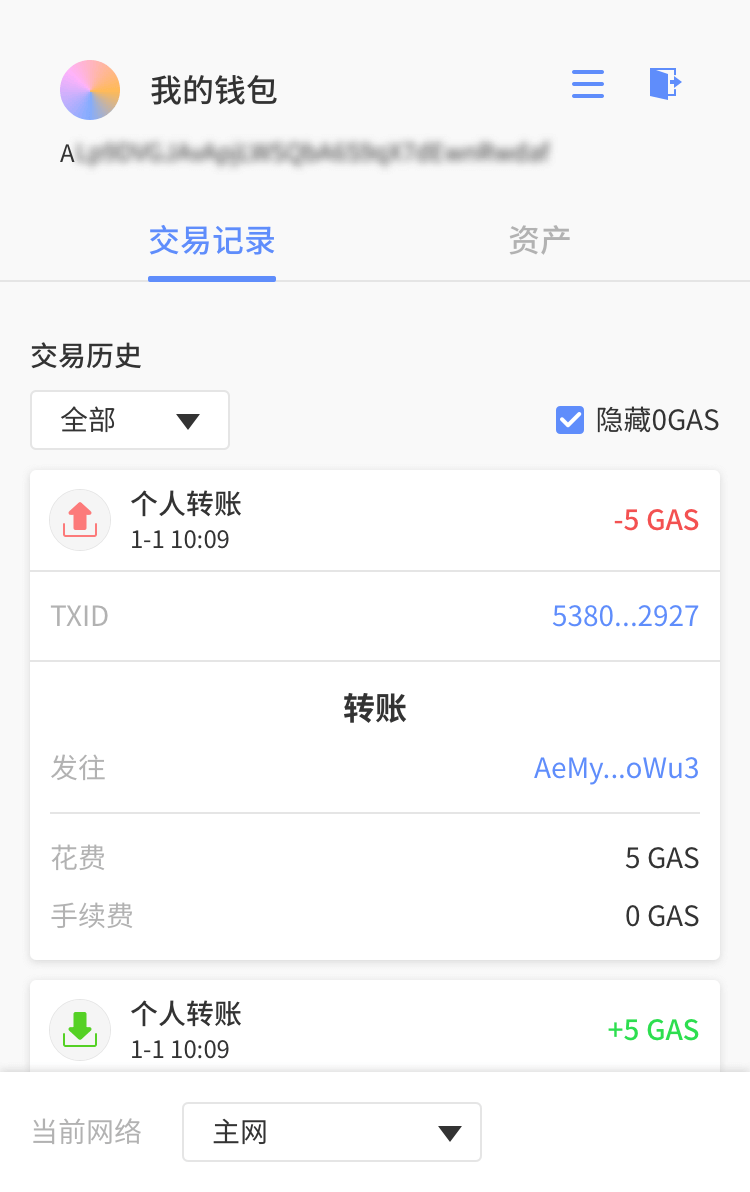 我的钱包
A
交易记录
资产
交易历史
全部
隐藏0GAS
个人转账
-5 GAS
1-1 10:09
TXID
5380...2927
转账
发往
AeMy...oWu3
花费
5 GAS
手续费
0 GAS
个人转账
+5 GAS
1-1 10:09
当前网络
主网